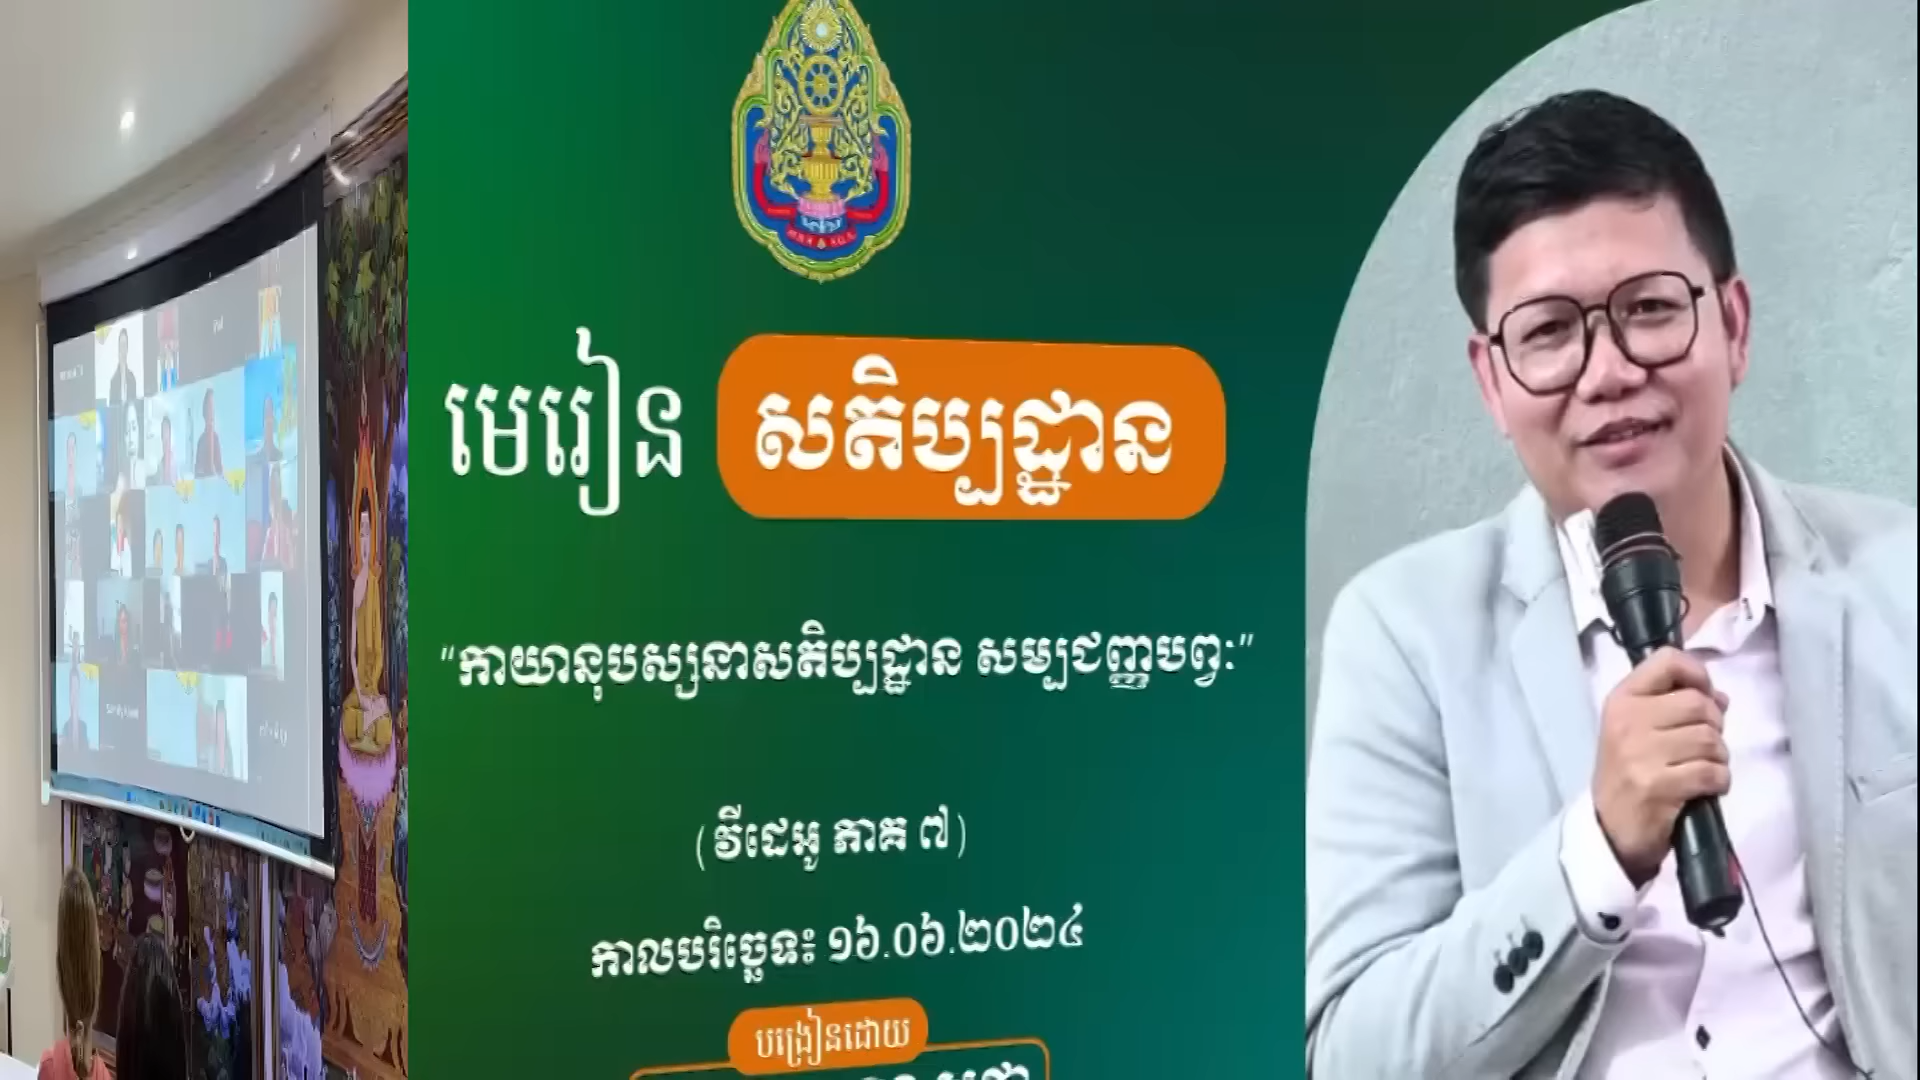 មេរៀន សតិប្បដ្ឋាន
"កាយានុបស្សនាសតិប្បដ្ឋាន សម្បជញ្ញបព្វៈ"
(វីដេអូ ភាគ ៧)
កាលបរិច្ឆេទ៖ ១៦.០៦.២០២៤
បង្រៀនដោយ